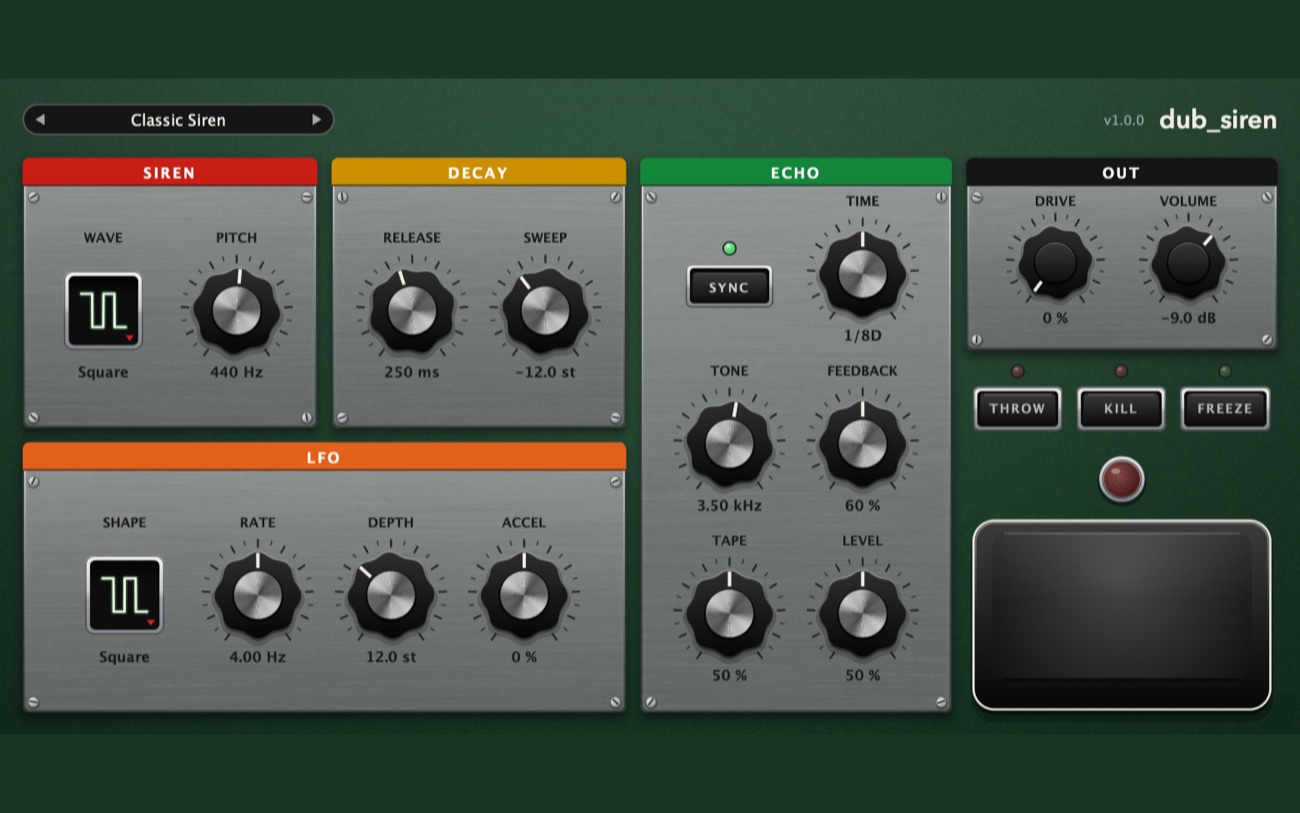 Classic Siren
v1.0.0 dub_siren
SIREN
WAVE
PITCH
Square
440 Hz
DECAY
RELEASE
SWEEP
250 ms
-12.0 st
LFO
SHAPE
RATE
DEPTH
ACCEL
Square
4.00 Hz
12.0 st
0 %
ECHO
SYNC
TIME
1/8D
TONE
FEEDBACK
3.50 kHz
60 %
TAPE
LEVEL
50 %
50 %
OUT
DRIVE
VOLUME
0 %
-9.0 dB
THROW
KILL
FREEZE